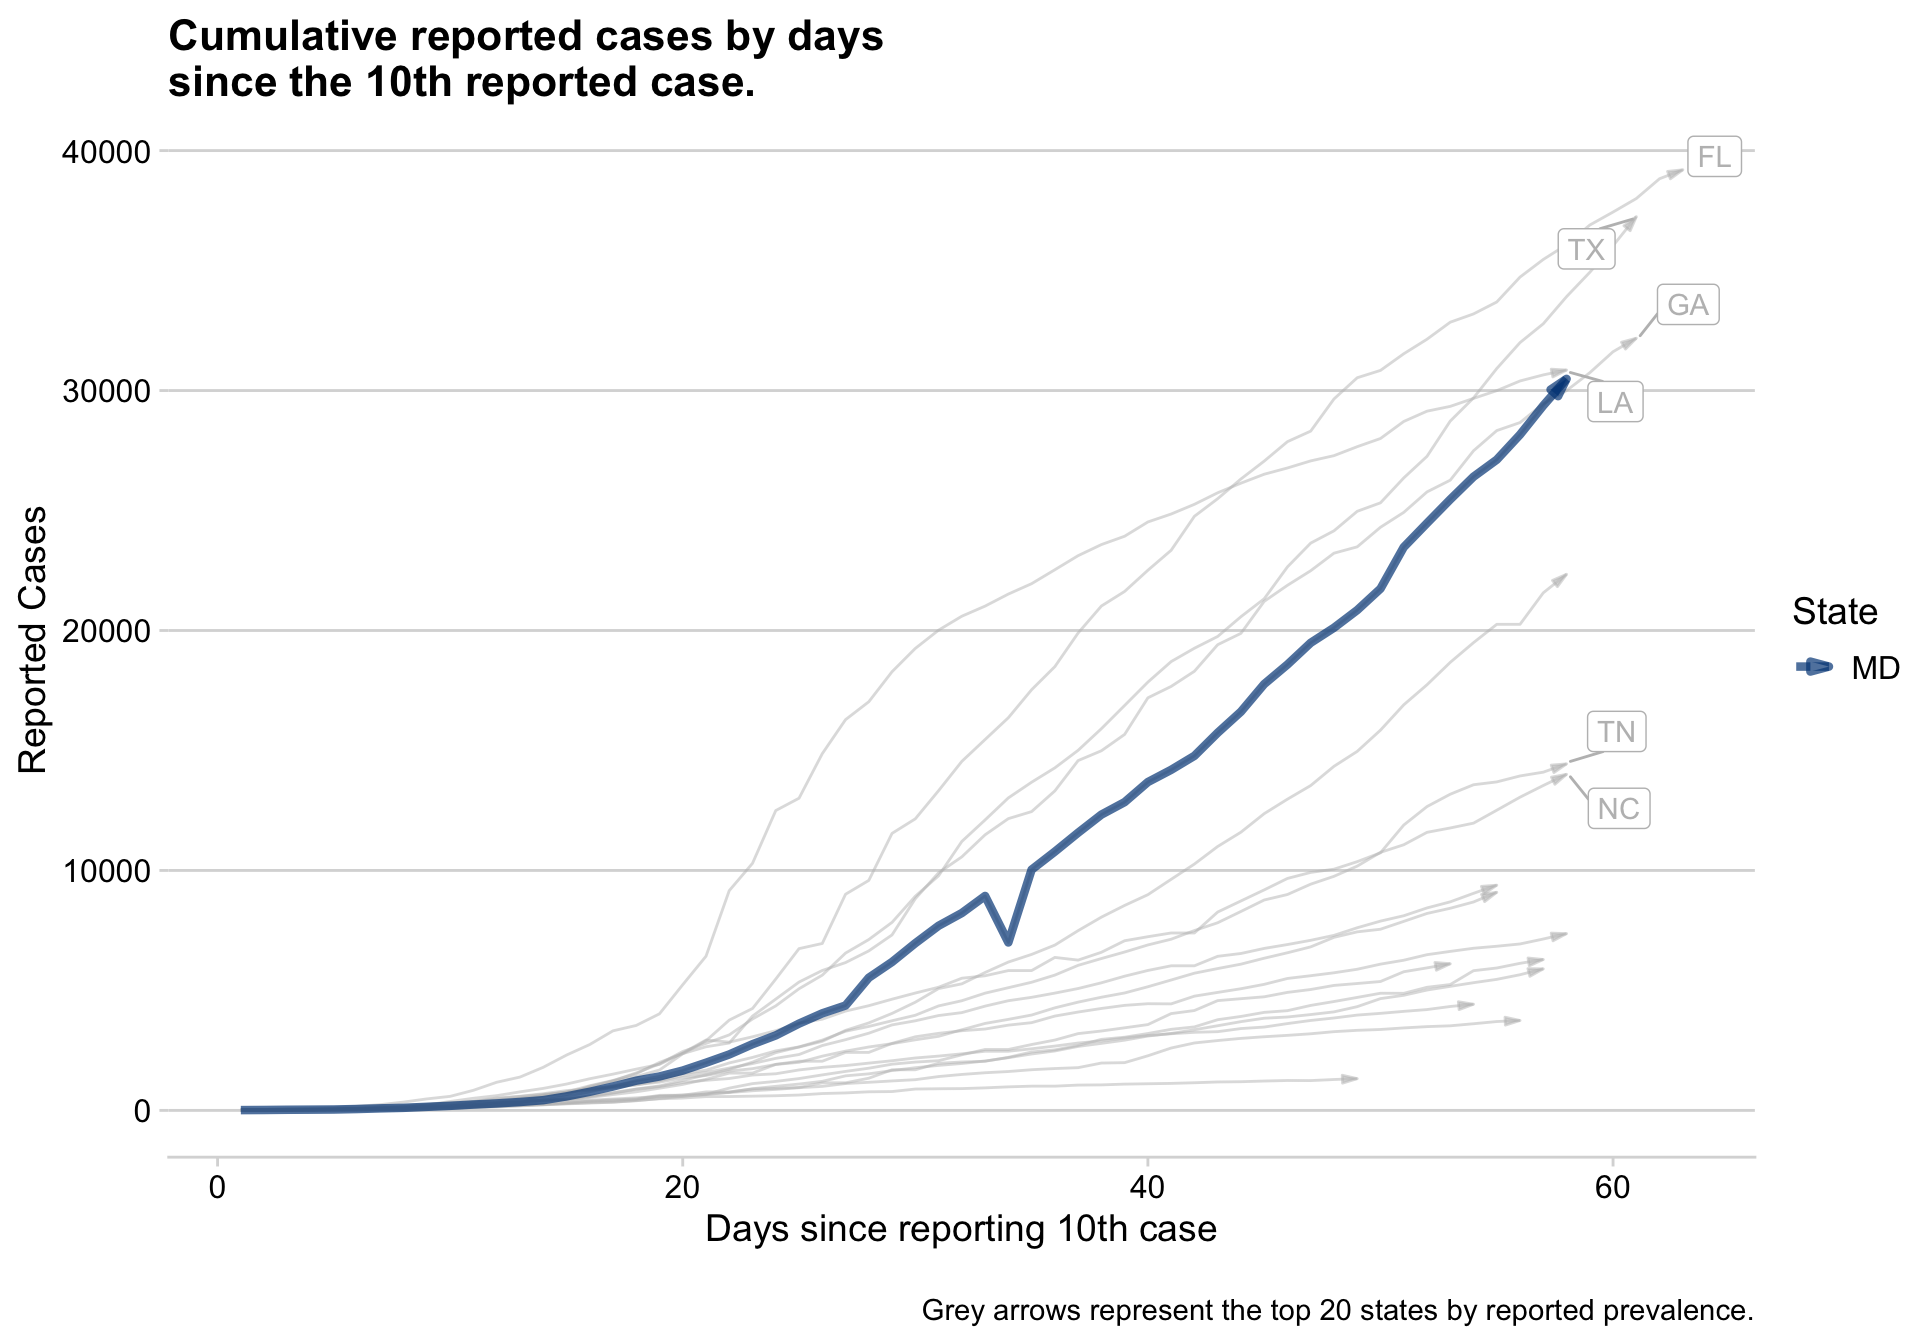 Cumulative reported cases by days
since the 10th reported case.
40000
30000
20000
10000
0
Reported Cases
FL
TX
GA
LA
TN
NC
State
MD
0
20
40
60
Days since reporting 10th case
Grey arrows represent the top 20 states by reported prevalence.